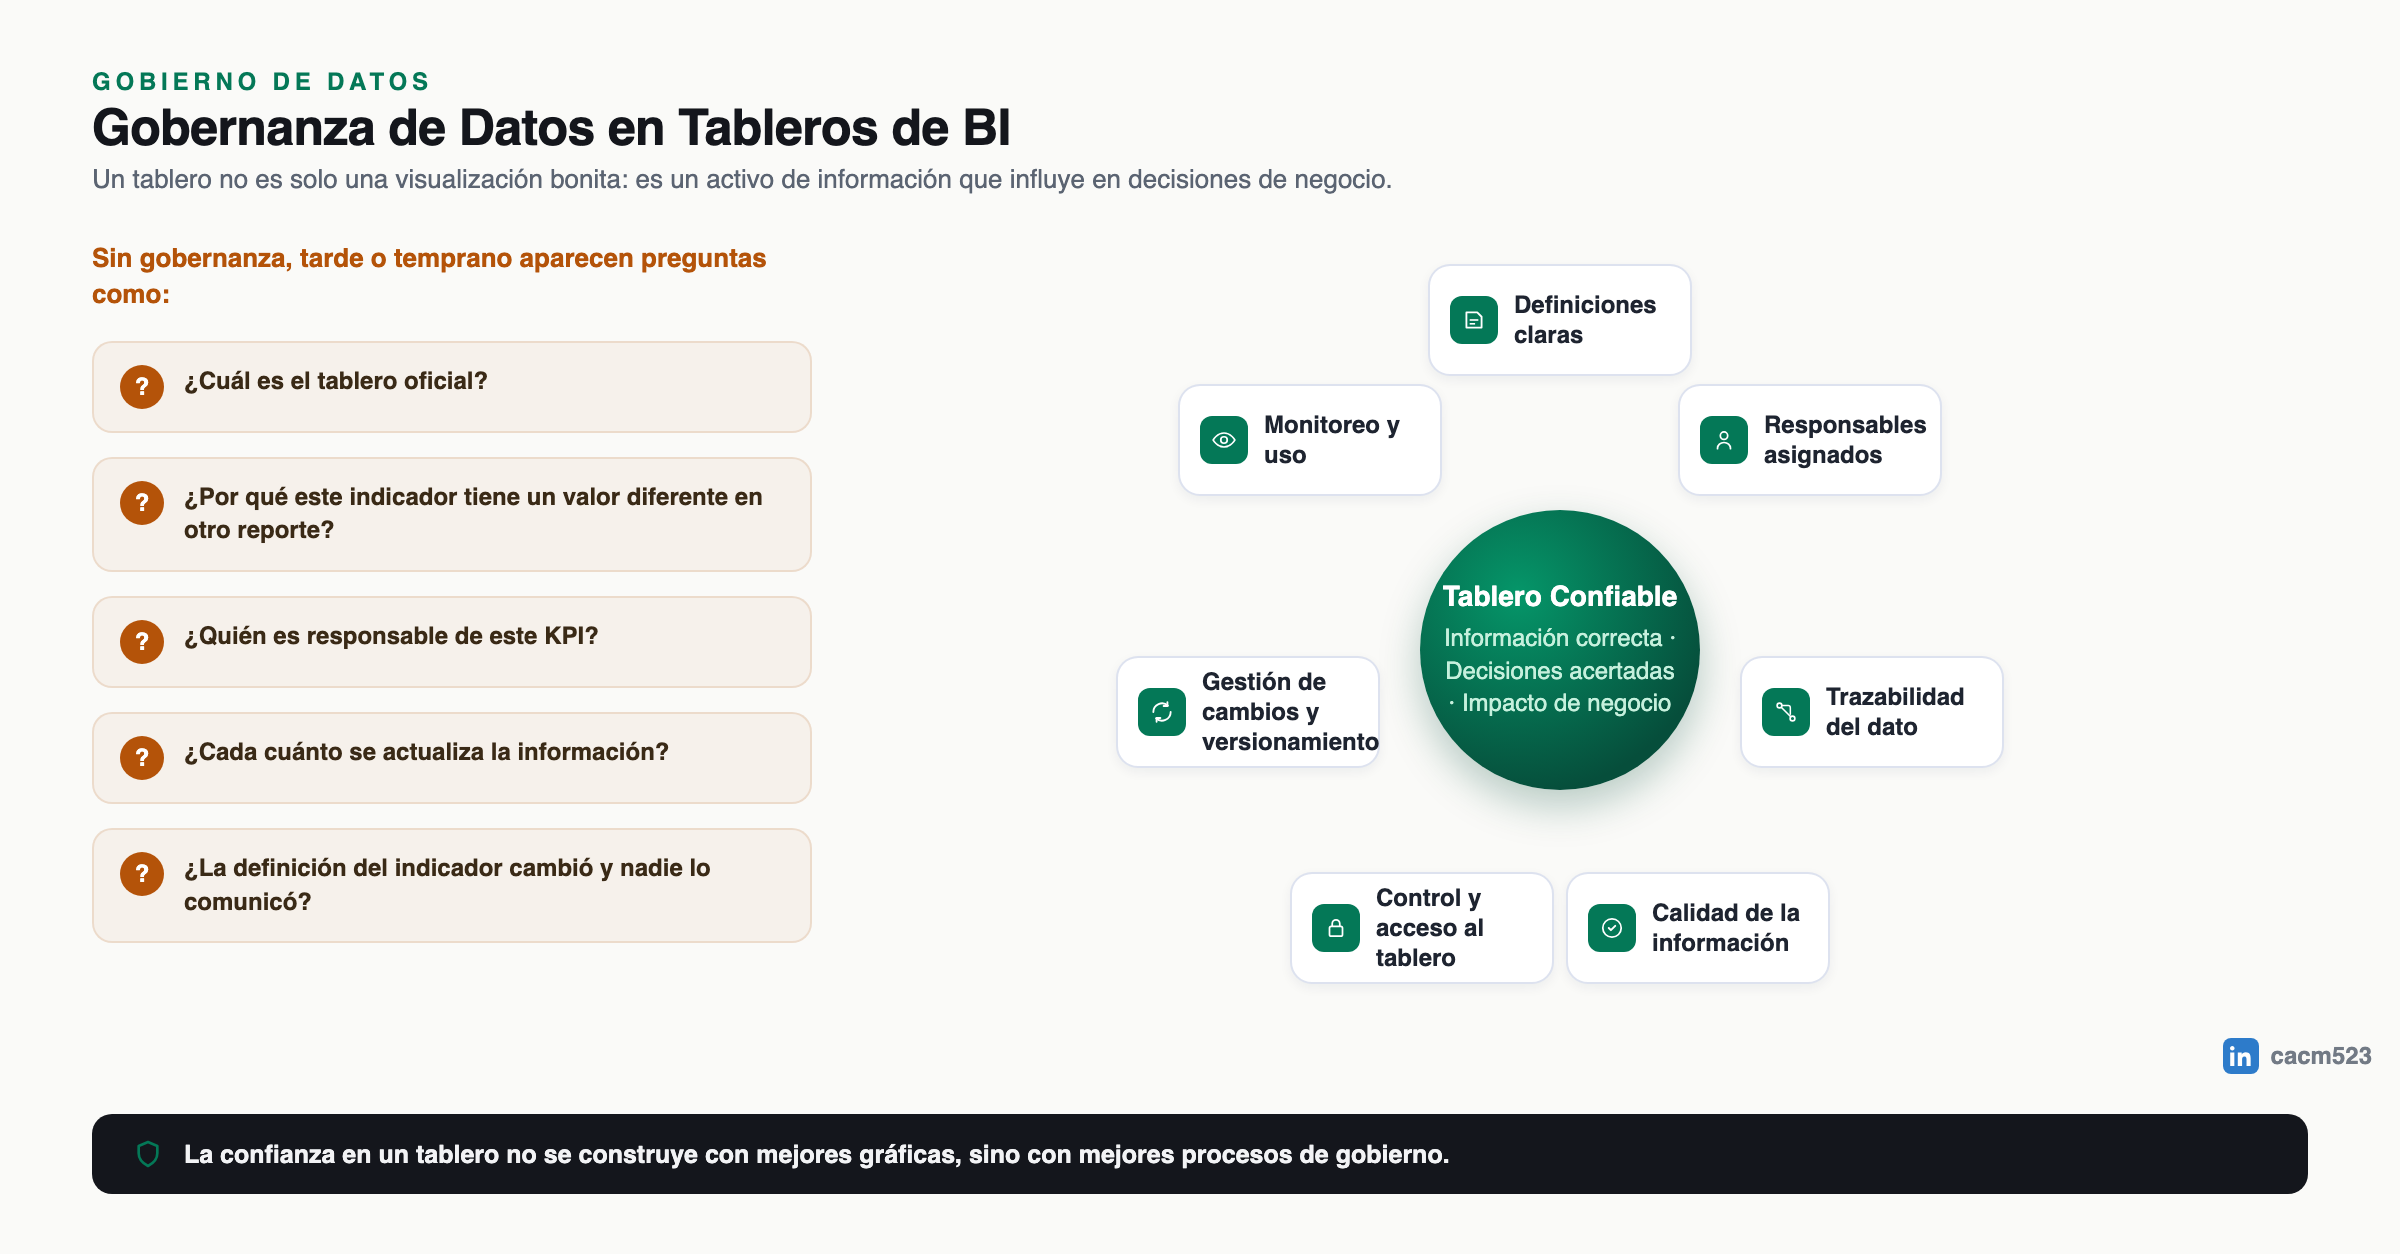 GOBIERNO DE DATOS
Gobernanza de Datos en Tableros de BI
Un tablero no es solo una visualización bonita: es un activo de información que influye en decisiones de negocio.
Sin gobernanza, tarde o temprano aparecen preguntas
como:
?
¿Cuál es el tablero oficial?
?
¿Por qué este indicador tiene un valor diferente en
otro reporte?
?
¿Quién es responsable de este KPI?
?
¿Cada cuánto se actualiza la información?
?
¿La definición del indicador cambió y nadie lo
comunicó?
Definiciones
claras
Monitoreo y
uso
Responsables
asignados
Tablero Confiable
Información correcta ·
Decisiones acertadas
· Impacto de negocio
Gestión de
cambios y
versionamiento
Trazabilidad
del dato
Control y
acceso al
tablero
Calidad de la
información
in cacm523
La confianza en un tablero no se construye con mejores gráficas, sino con mejores procesos de gobierno.